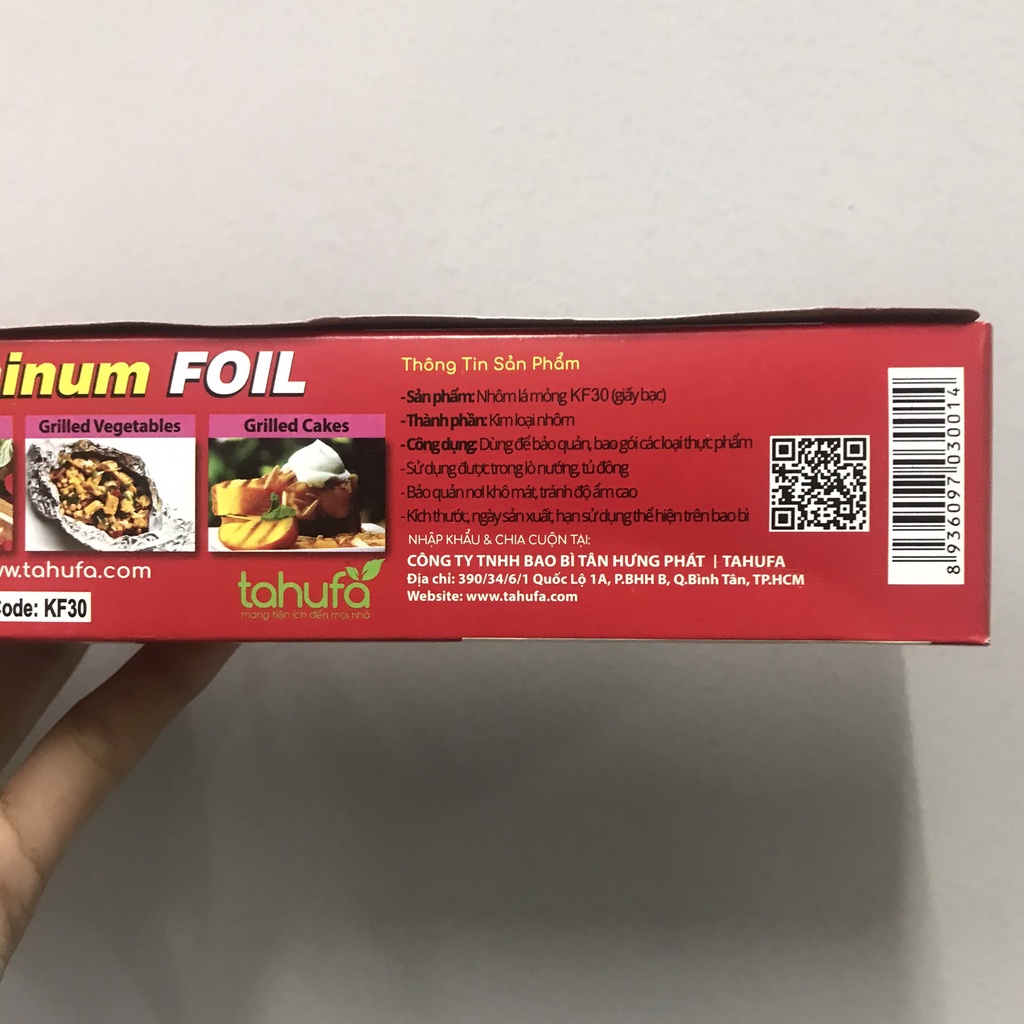 inum FOIL
Grilled Vegetables
Grilled Cakes
w.tahufa.com
Code: KF30
tahufa
mang tiện ích đến mọi nhà
Thông Tin Sản Phẩm
- Sản phẩm: Nhôm lá mỏng KF30 (giấy bạc)
- Thành phần: Kim loại nhôm
- Công dụng: Dùng để bảo quản, bao gói các loại thực phẩm
- Sử dụng được trong lò nướng, tủ đông
- Bảo quản nơi khô mát, tránh độ ẩm cao
- Kích thước, ngày sản xuất, hạn sử dụng thể hiện trên bao bì
NHẬP KHẨU & CHIA CUỘN TẠI:
CÔNG TY TNHH BAO BÌ TÂN HƯNG PHÁT | TAHUFA
Địa chỉ: 390/34/6/1 Quốc Lộ 1A, P.BHH B, Q.Bình Tân, TP.HCM
Website: www.tahufa.com
8 936097 030014